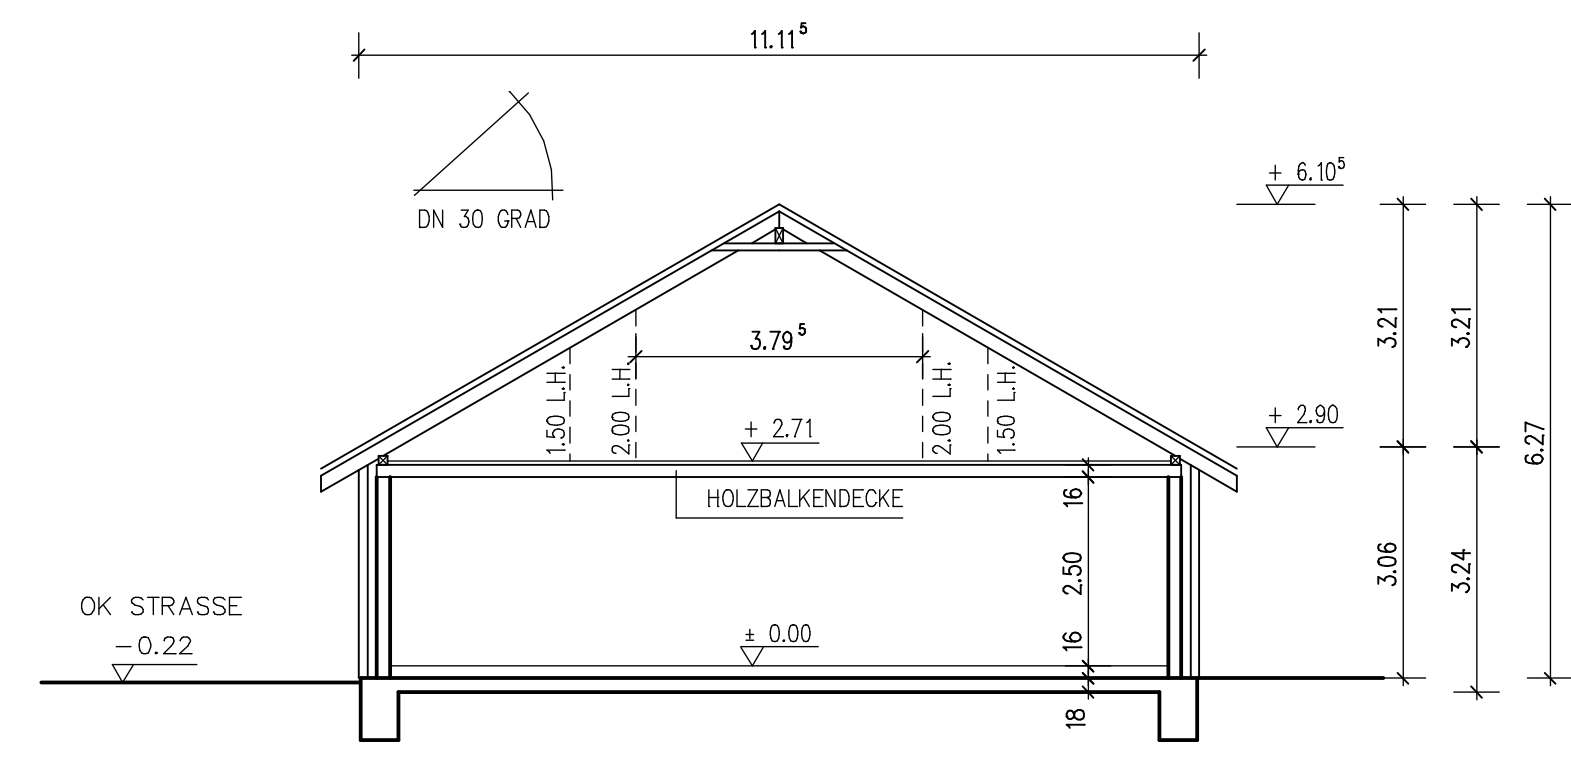 11.11⁵
+ 6.10⁵
DN 30 GRAD
3.21
3.21
3.79⁵
1.50 L.H.
2.00 L.H.
2.00 L.H.
1.50 L.H.
+ 2.71
+ 2.90
6.27
HOLZBALKENDECKE
16
2.50
3.06
3.24
OK STRASSE
-0.22
± 0.00
16
18